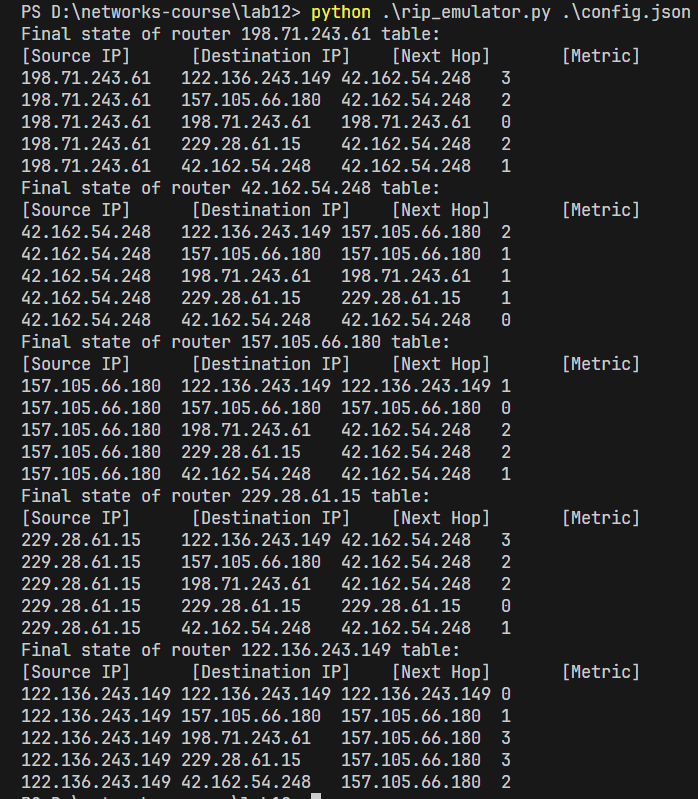 PS D:\networks-course\lab12> python .\rip_emulator.py .\config.json
Final state of router 198.71.243.61 table:
[Source IP]      [Destination IP]    [Next Hop]       [Metric]
198.71.243.61   122.136.243.149 42.162.54.248   3
198.71.243.61   157.105.66.180  42.162.54.248   2
198.71.243.61   198.71.243.61   198.71.243.61   0
198.71.243.61   229.28.61.15    42.162.54.248   2
198.71.243.61   42.162.54.248   42.162.54.248   1
Final state of router 42.162.54.248 table:
[Source IP]      [Destination IP]    [Next Hop]       [Metric]
42.162.54.248   122.136.243.149 157.105.66.180  2
42.162.54.248   157.105.66.180  157.105.66.180  1
42.162.54.248   198.71.243.61   198.71.243.61   1
42.162.54.248   229.28.61.15    229.28.61.15    1
42.162.54.248   42.162.54.248   42.162.54.248   0
Final state of router 157.105.66.180 table:
[Source IP]      [Destination IP]    [Next Hop]       [Metric]
157.105.66.180  122.136.243.149 122.136.243.149 1
157.105.66.180  157.105.66.180  157.105.66.180  0
157.105.66.180  198.71.243.61   42.162.54.248   2
157.105.66.180  229.28.61.15    42.162.54.248   2
157.105.66.180  42.162.54.248   42.162.54.248   1
Final state of router 229.28.61.15 table:
[Source IP]      [Destination IP]    [Next Hop]       [Metric]
229.28.61.15    122.136.243.149 42.162.54.248   3
229.28.61.15    157.105.66.180  42.162.54.248   2
229.28.61.15    198.71.243.61   42.162.54.248   2
229.28.61.15    229.28.61.15    229.28.61.15    0
229.28.61.15    42.162.54.248   42.162.54.248   1
Final state of router 122.136.243.149 table:
[Source IP]      [Destination IP]    [Next Hop]       [Metric]
122.136.243.149 122.136.243.149 122.136.243.149 0
122.136.243.149 157.105.66.180  157.105.66.180  1
122.136.243.149 198.71.243.61   157.105.66.180  3
122.136.243.149 229.28.61.15    157.105.66.180  3
122.136.243.149 42.162.54.248   157.105.66.180  2